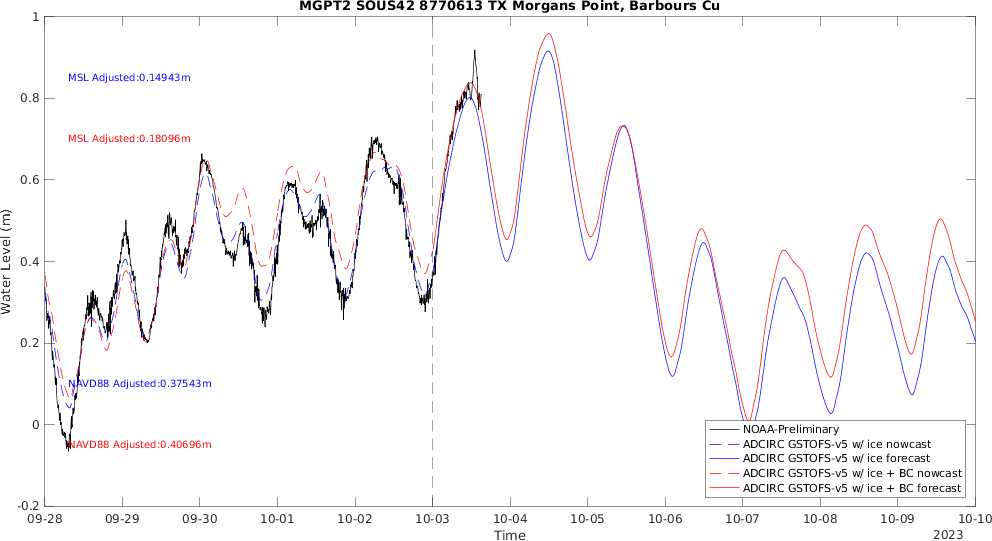 MGPT2 SOUS42 8770613 TX Morgans Point, Barbours Cu
Water Level (m)
1
0.8
0.6
0.4
0.2
0
-0.2
MSL Adjusted:0.14943m
MSL Adjusted:0.18096m
NAVD88 Adjusted:0.37543m
NAVD88 Adjusted:0.40696m
NOAA-Preliminary
ADCIRC GSTOFS-v5 w/ ice nowcast
ADCIRC GSTOFS-v5 w/ ice forecast
ADCIRC GSTOFS-v5 w/ ice + BC nowcast
ADCIRC GSTOFS-v5 w/ ice + BC forecast
09-28 09-29 09-30 10-01 10-02 10-03 10-04 10-05 10-06 10-07 10-08 10-09 10-10
Time
2023